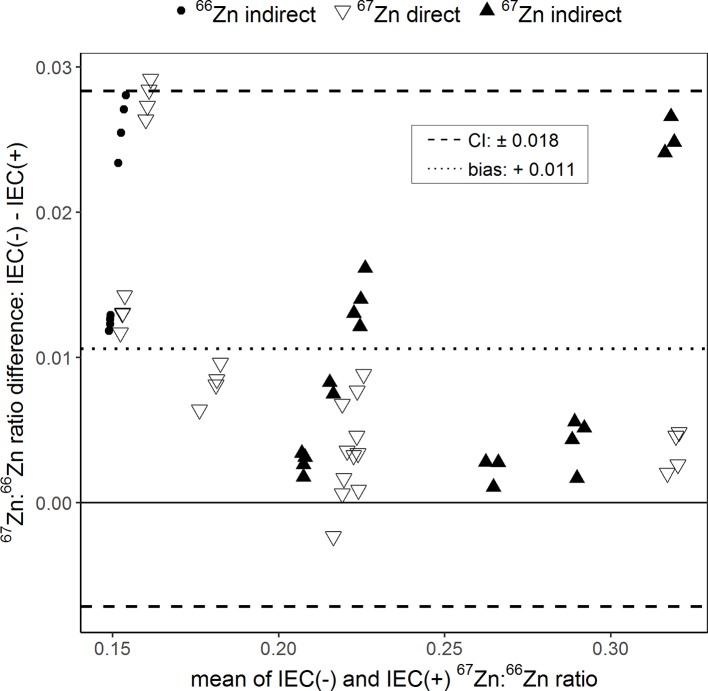 ⁶⁶Zn indirect ⁶⁷Zn direct ⁶⁷Zn indirect
0.03
CI: ± 0.018
bias: + 0.011
0.02
0.01
0.00
⁶⁷Zn:⁶⁶Zn ratio difference: IEC(-) - IEC(+)
0.15 0.20 0.25 0.30
mean of IEC(-) and IEC(+) ⁶⁷Zn:⁶⁶Zn ratio